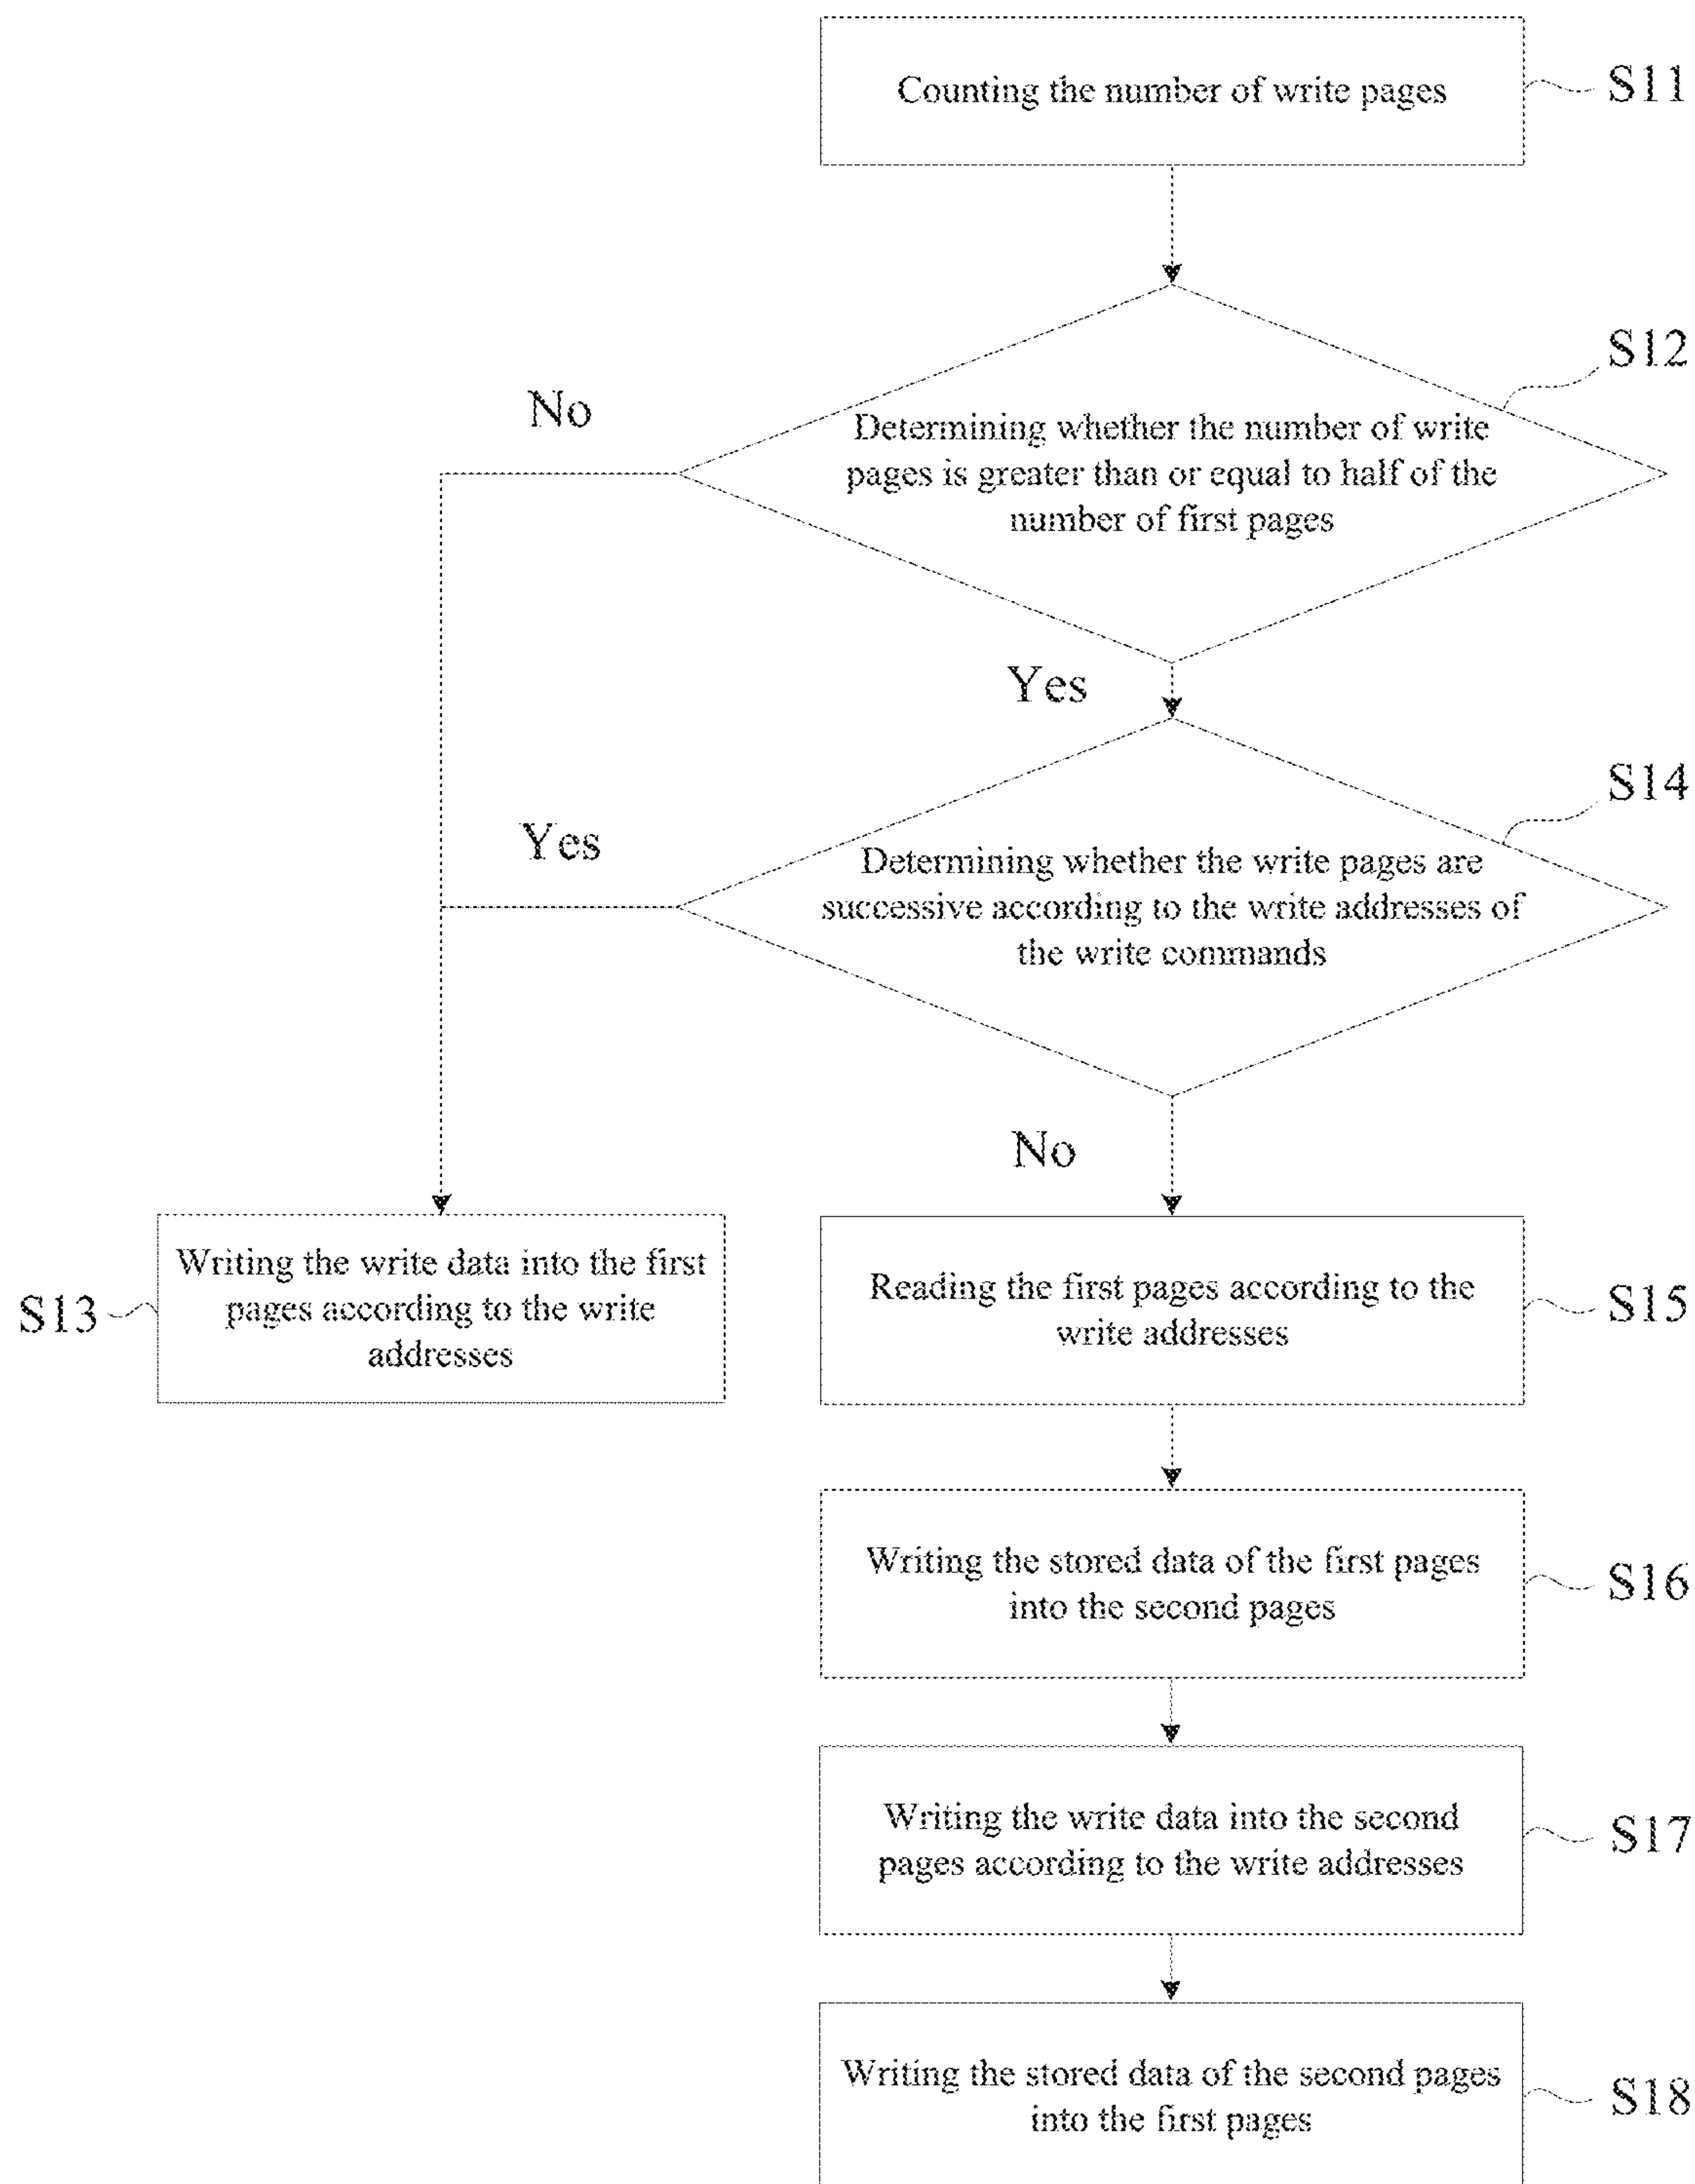 Counting the number of write pages
S11
S12
No
Determining whether the number of write
pages is greater than or equal to half of the
number of first pages
Yes
S14
Yes
Determining whether the write pages are
successive according to the write addresses of
the write commands
No
Writing the write data into the first
pages according to the write
addresses
S13
Reading the first pages according to the
write addresses
S15
Writing the stored data of the first pages
into the second pages
S16
Writing the write data into the second
pages according to the write addresses
S17
Writing the stored data of the second pages
into the first pages
S18